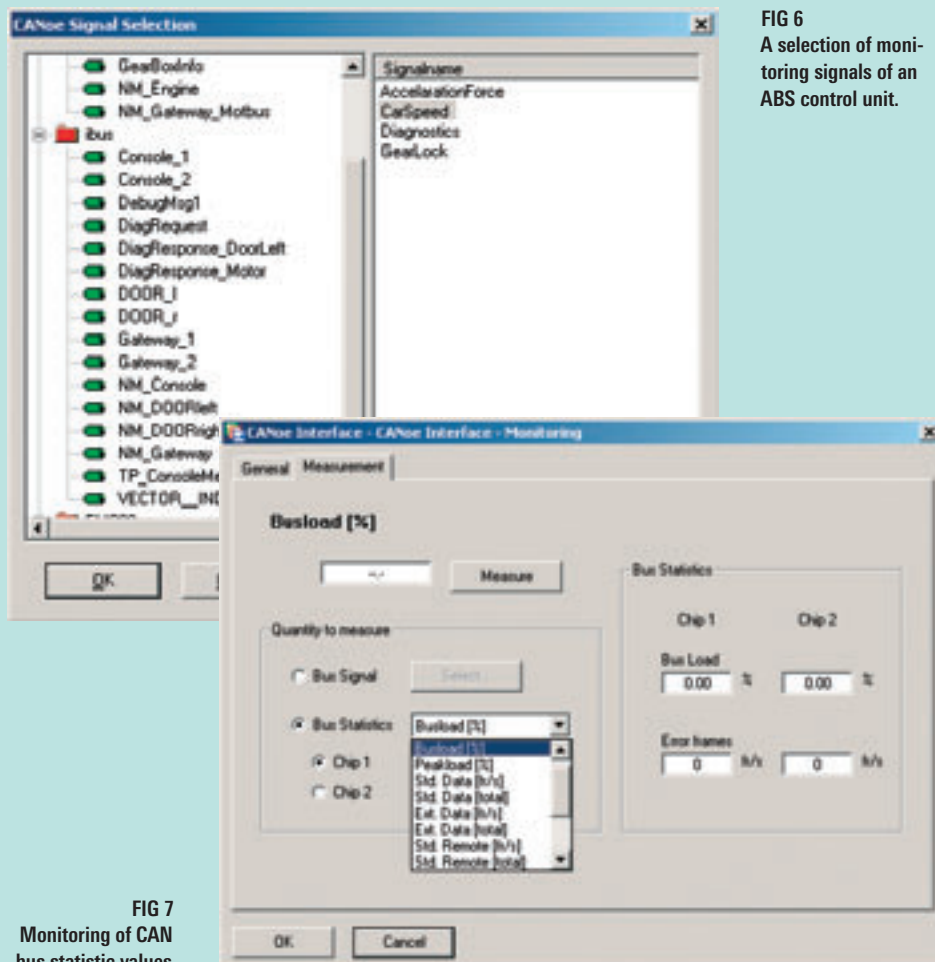 CANoe Signal Selection
GearBoxInfo
NM_Engine
NM_Gateway_Motbus
ibus
Console_1
Console_2
DebugMsg1
DiagRequest
DiagResponse_DoorLeft
DiagResponse_Motor
DOOR_l
DOOR_r
Gateway_1
Gateway_2
NM_Console
NM_DOORleft
NM_DOORrigh
NM_Gateway
TP_ConsoleMe
VECTOR__IND
OK
Signalname
AccelarationForce
CarSpeed
Diagnostics
GearLock
FIG 6
A selection of moni-
toring signals of an
ABS control unit.
CANoe Interface - CANoe Interface - Monitoring
General Measurement
Busload [%]
-.-
Measure
Quantity to measure
Bus Signal
Select...
Bus Statistics
Busload [%]
Chip 1
Chip 2
Busload [%]
Peakload [%]
Std. Data [fr/s]
Std. Data [total]
Ext. Data [fr/s]
Ext. Data [total]
Std. Remote [fr/s]
Std. Remote [total]
Bus Statistics
Chip 1 Chip 2
Bus Load
0.00 % 0.00 %
Error frames
0 fr/s 0 fr/s
OK Cancel
FIG 7
Monitoring of CAN
bus statistic values